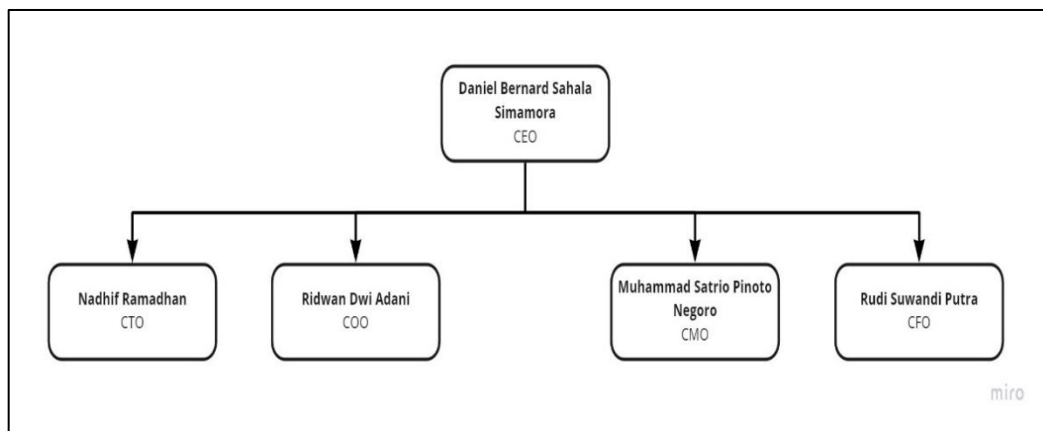 Daniel Bernard Sahala
Simamora
CEO
Nadhif Ramadhan
CTO
Ridwan Dwi Adani
COO
Muhammad Satrio Pinoto
Negoro
CMO
Rudi Suwandi Putra
CFO
miro